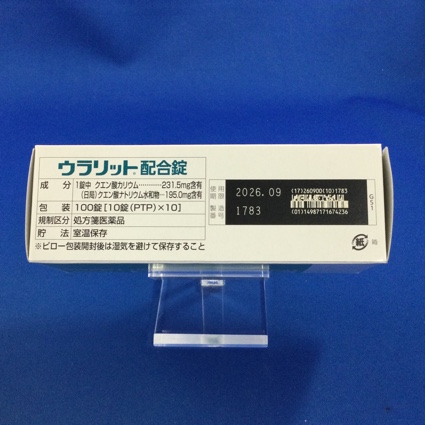 ウラリット®配合錠
成 分 1錠中 クエン酸カリウム…………231.5mg含有
(日局)クエン酸ナトリウム水和物…195.0mg含有
包 装 100錠[10錠(PTP)×10]
規制区分 処方箋医薬品
貯 法 室温保存
※ピロー包装開封後は湿気を避けて保存すること
使用期限 2026.09
製造番号 1783
(17)260900(10)1783
(01)14987171674236
GS1
紙 箱